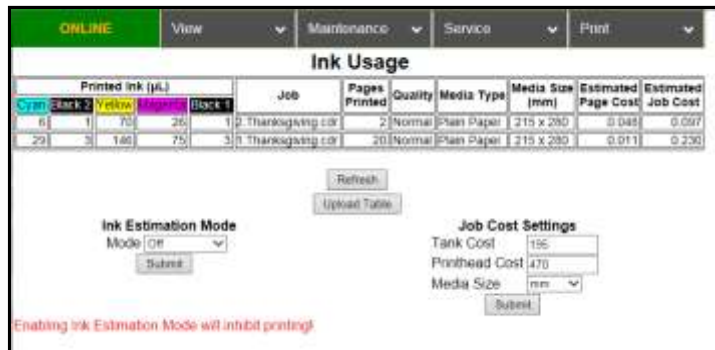 ONLINE View Maintenance Service Print
Ink Usage
Printed Ink (µL) Job Pages Printed Quality Media Type Media Size (mm) Estimated Page Cost Estimated Job Cost
Cyan Black 2 Yellow Magenta Black 1
6 1 70 26 1 2.Thanksgiving.cdr 2 Normal Plain Paper 215 x 280 0.048 0.097
29 3 146 75 3 1.Thanksgiving.cdr 20 Normal Plain Paper 215 x 280 0.011 0.230
Refresh
Upload Table
Ink Estimation Mode Job Cost Settings
Mode Off Tank Cost 195
Submit Printhead Cost 470
Media Size mm
Submit
Enabling Ink Estimation Mode will inhibit printing!